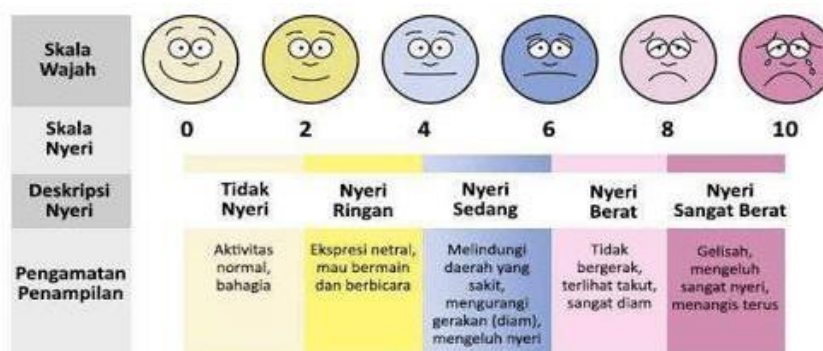 Skala
Wajah
Skala
Nyeri
0 2 4 6 8 10
Deskripsi
Nyeri
Tidak
Nyeri
Nyeri
Ringan
Nyeri
Sedang
Nyeri
Berat
Nyeri
Sangat Berat
Pengamatan
Penampilan
Aktivitas
normal,
bahagia
Ekspresi netral,
mau bermain
dan berbicara
Melindungi
daerah yang
sakit,
mengurangi
gerakan (diam),
mengeluh nyeri
Tidak
bergerak,
terlihat takut,
sangat diam
Gelisah,
mengeluh
sangat nyeri,
menangis terus